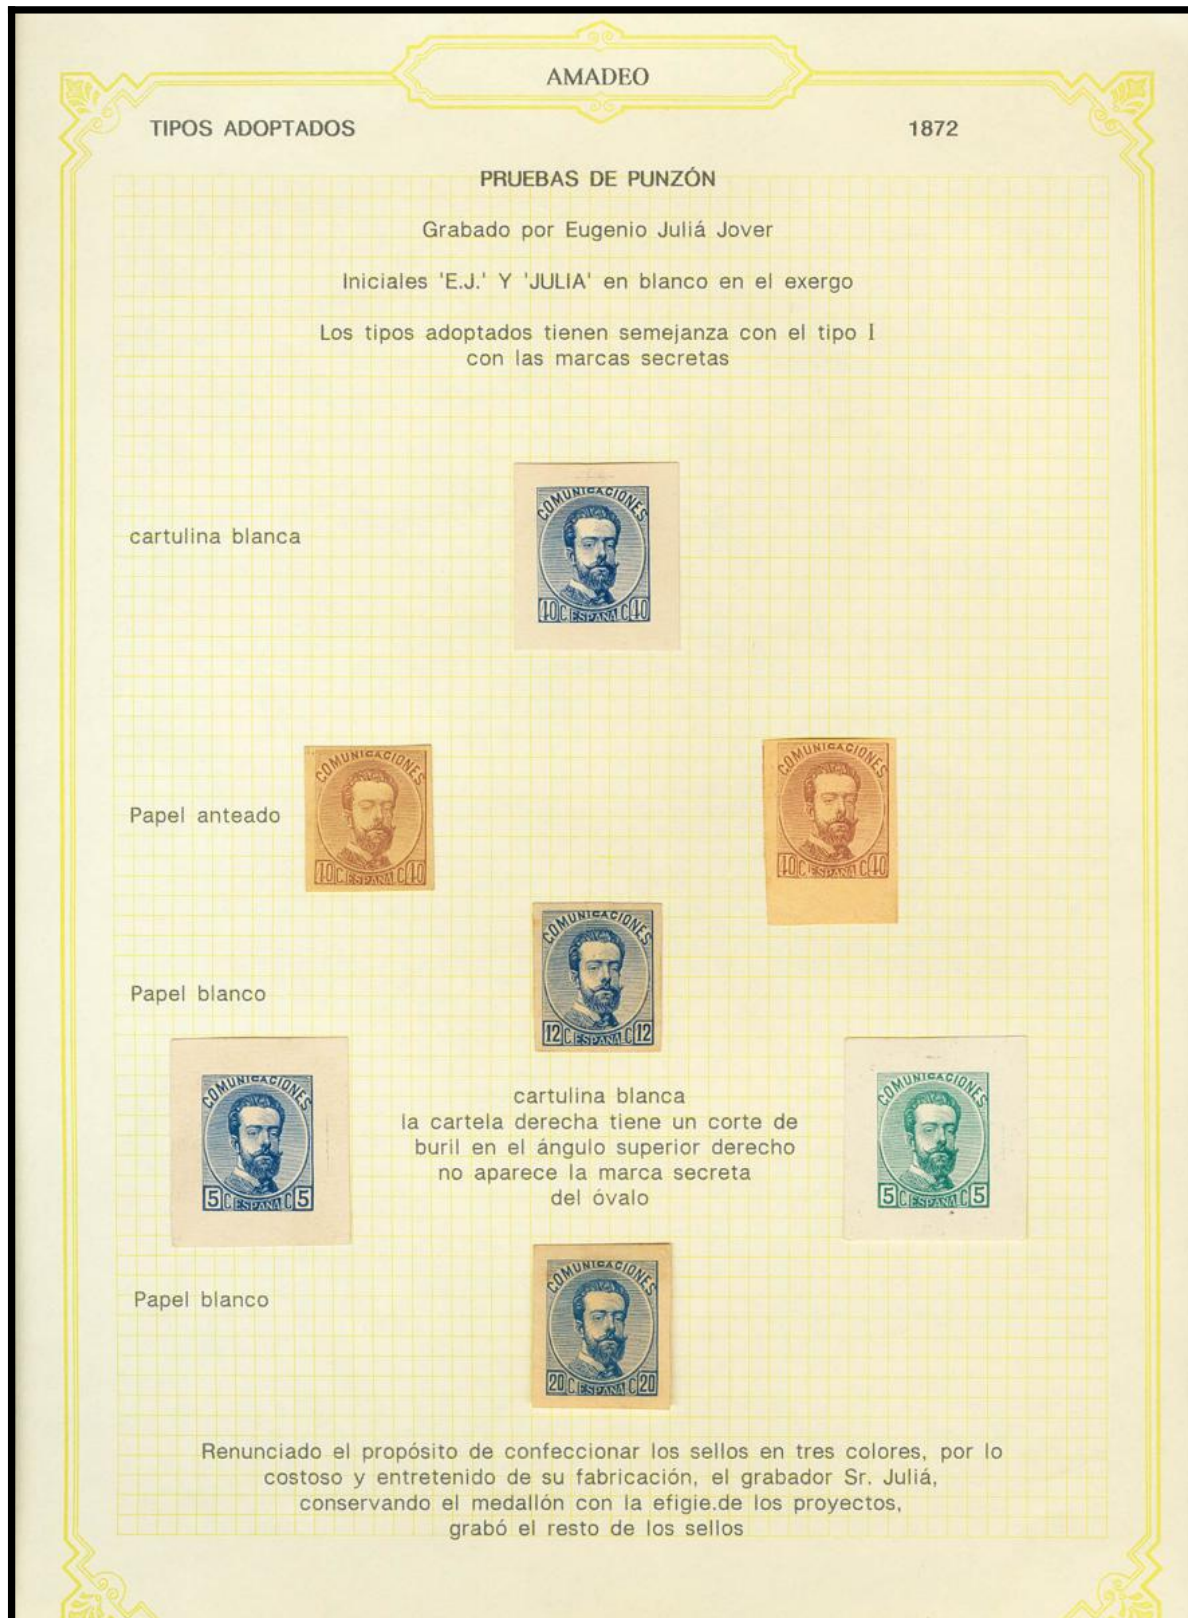 AMADEO
TIPOS ADOPTADOS 1872
PRUEBAS DE PUNZÓN
Grabado por Eugenio Juliá Jover
Iniciales 'E.J.' Y 'JULIA' en blanco en el exergo
Los tipos adoptados tienen semejanza con el tipo I
con las marcas secretas
COMUNICACIONES
40 C ESPAÑA C 40
cartulina blanca
COMUNICACIONES
40 C ESPAÑA C 40
COMUNICACIONES
40 C ESPAÑA C 40
Papel anteado
COMUNICACIONES
12 C ESPAÑA C 12
Papel blanco
COMUNICACIONES
5 C ESPAÑA C 5
cartulina blanca
la cartela derecha tiene un corte de
buril en el ángulo superior derecho
no aparece la marca secreta
del óvalo
COMUNICACIONES
5 C ESPAÑA C 5
COMUNICACIONES
20 C ESPAÑA C 20
Papel blanco
Renunciado el propósito de confeccionar los sellos en tres colores, por lo
costoso y entretenido de su fabricación, el grabador Sr. Juliá,
conservando el medallón con la efigie.de los proyectos,
grabó el resto de los sellos